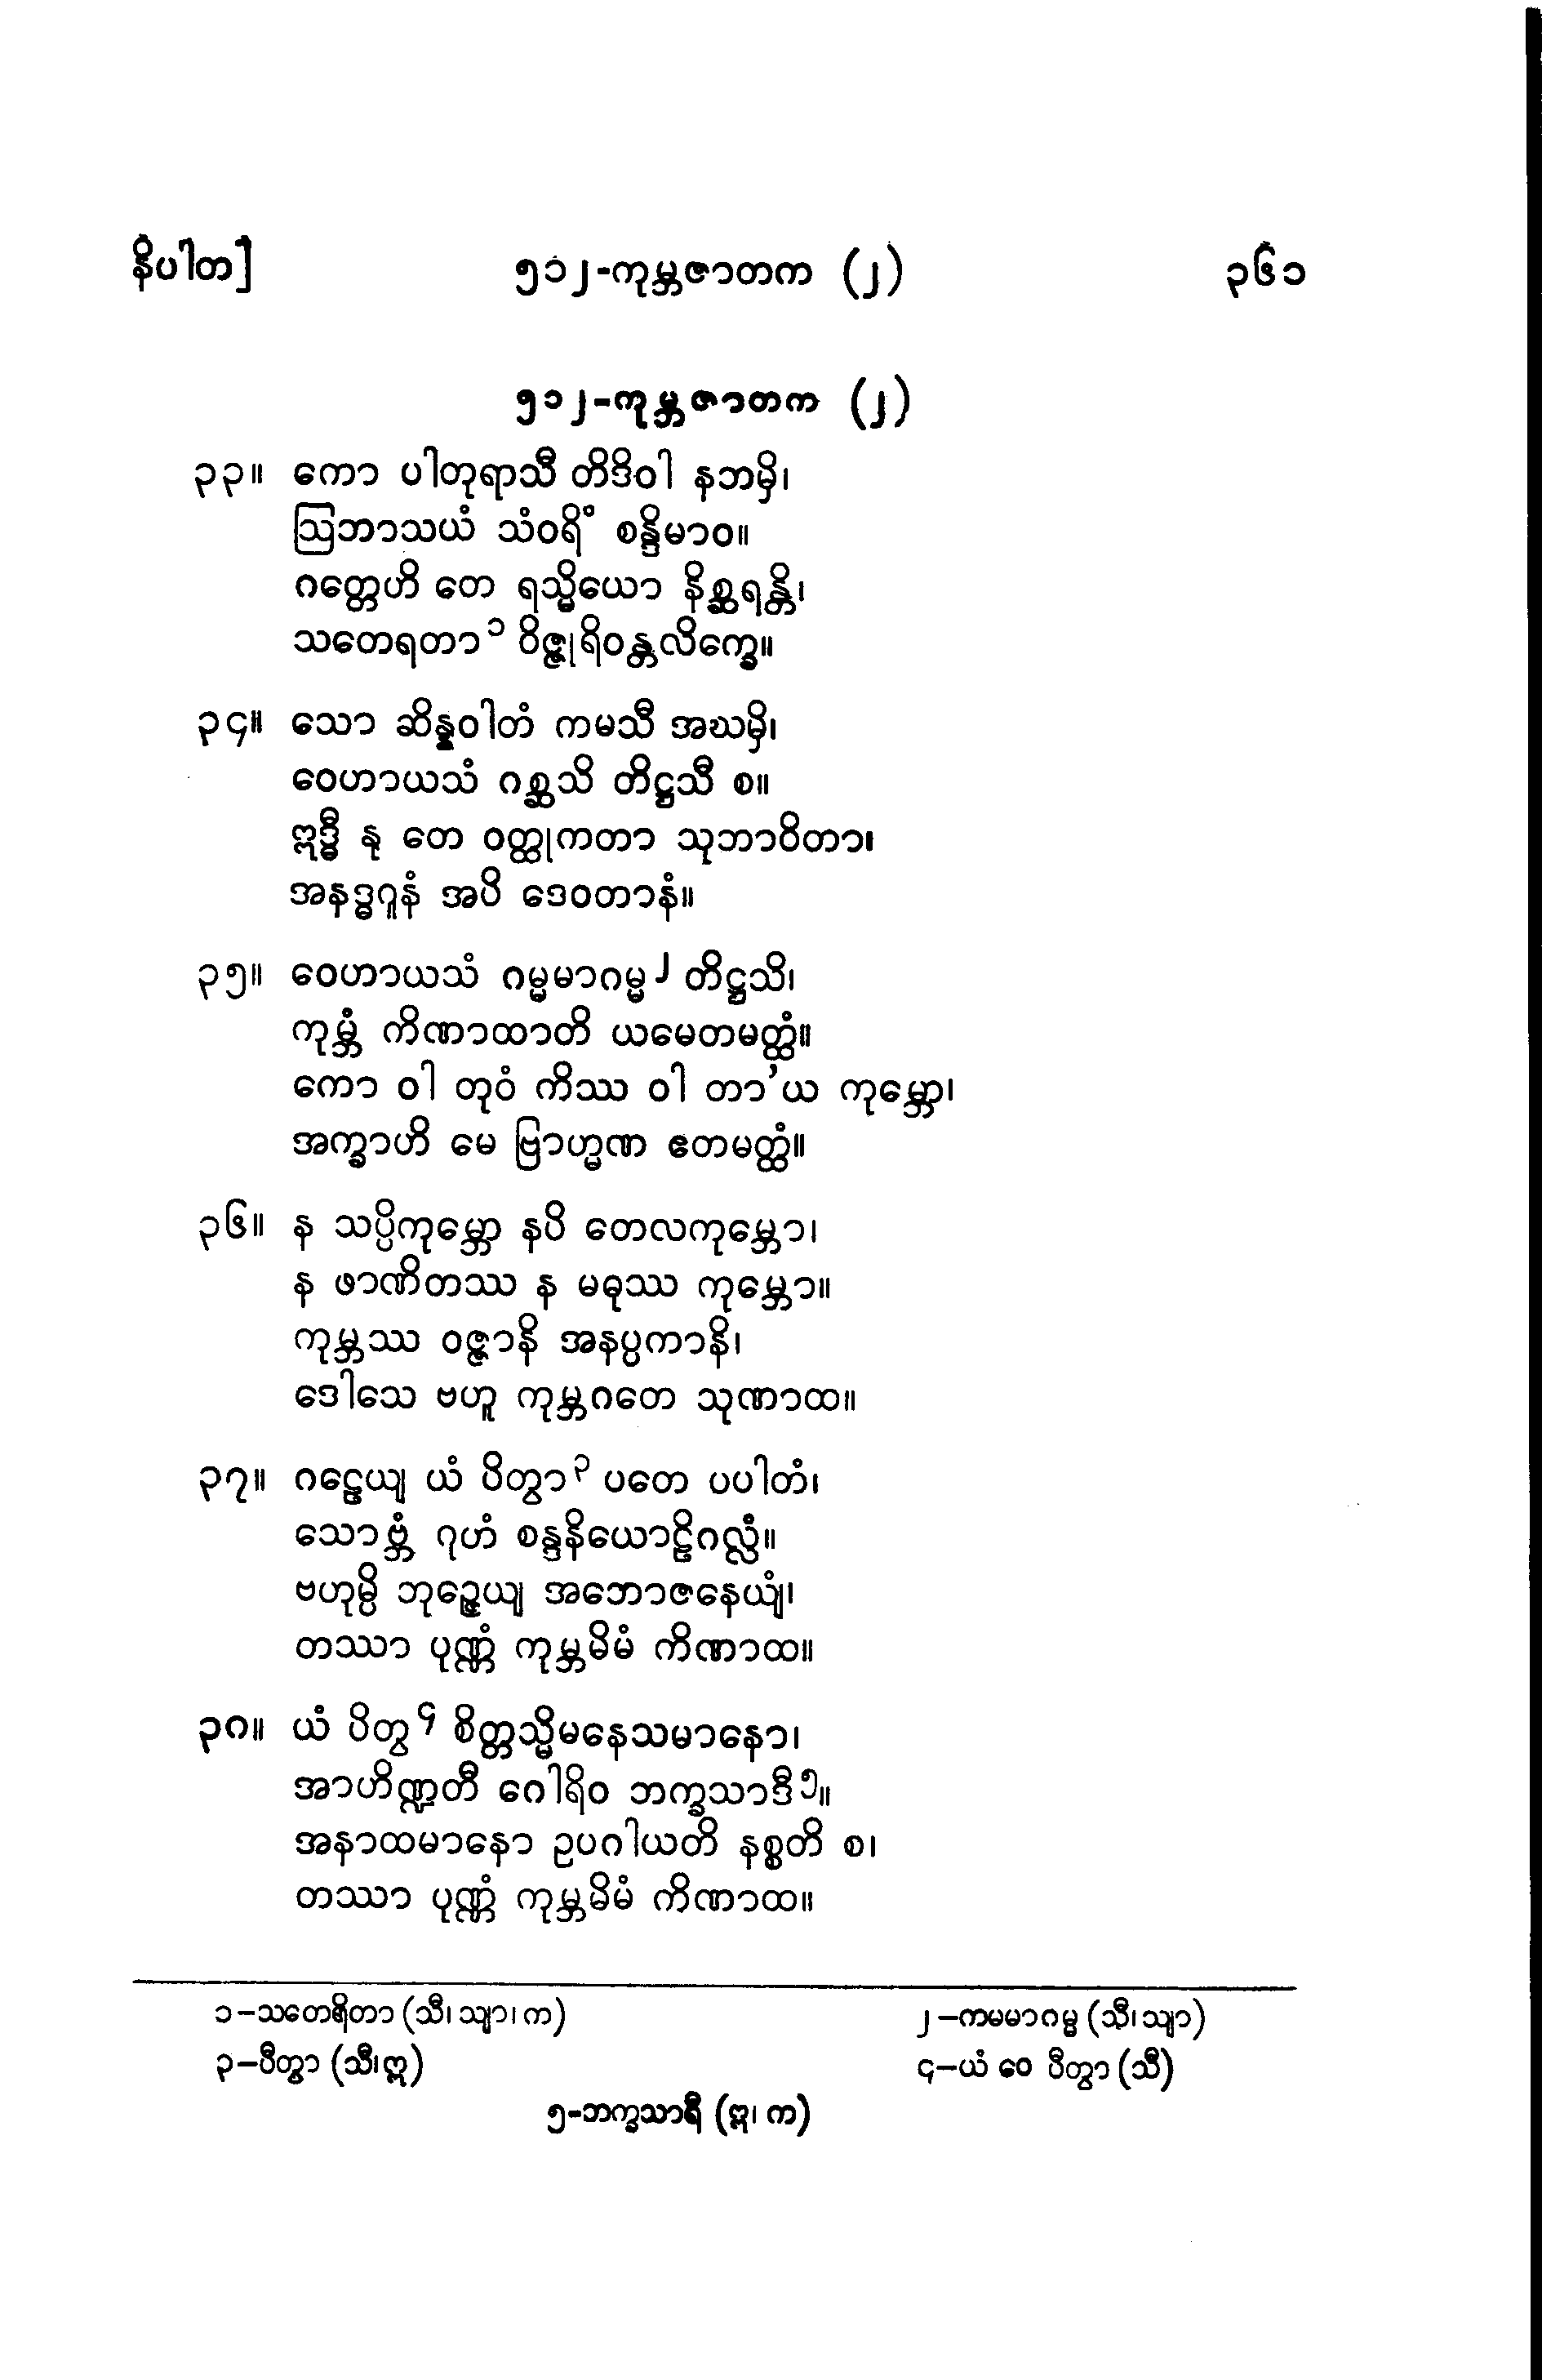 နိပါတ]	၅၁၂-ကုမ္ဘဇာတက (၂)	၃၆၁
၅၁၂-ကုမ္ဘဇာတက (၂)
၃၃။ ကော ပါတုရာသီ တိဒိဝါ နဘမှိ၊
ဩဘာသယံ သံဝရိံ စန္ဒိမာဝ။
ဂတ္တေဟိ တေ ရသ္မိယော နိစ္ဆရန္တိ၊
သတေရတာ ၁ ဝိဇ္ဇုရိဝန္တလိက္ခေ။
၃၄။ သော ဆိန္နဝါတံ ကမသီ အဃမှိ၊
ဝေဟာယသံ ဂစ္ဆသိ တိဋ္ဌသီ စ။
ဣဒ္ဓီ နု တေ ဝတ္ထုကတာ သုဘာဝိတာ၊
အနဒ္ဓဂူနံ အပိ ဒေဝတာနံ။
၃၅။ ဝေဟာယသံ ဂမ္မမာဂမ္မ ၂ တိဋ္ဌသိ၊
ကုမ္ဘံ ကိဏာထာတိ ယမေတမတ္ထံ။
ကော ဝါ တုဝံ ကိဿ ဝါ တာ’ယ ကုမ္ဘော၊
အက္ခာဟိ မေ ဗြာဟ္မဏ ဧတမတ္ထံ။
၃၆။ န သပ္ပိကုမ္ဘော နပိ တေလကုမ္ဘော၊
န ဖာဏိတဿ န မဓုဿ ကုမ္ဘော။
ကုမ္ဘဿ ဝဇ္ဇာနိ အနပ္ပကာနိ၊
ဒေါသေ ဗဟူ ကုမ္ဘဂတေ သုဏာထ။
၃၇။ ဂဠေယျ ယံ ပိတွာ ၃ ပတေ ပပါတံ၊
သောဗ္ဘံ ဂုဟံ စန္ဒနိယောဠိဂလ္လံ။
ဗဟုမ္ပိ ဘုဉ္ဇေယျ အဘောဇနေယျံ၊
တဿာ ပုဏ္ဏံ ကုမ္ဘမိမံ ကိဏာထ။
၃၈။ ယံ ပိတွ ၄ စိတ္တသ္မိမနေသမာနော၊
အာဟိဏ္ဍတီ ဂေါရိဝ ဘက္ခသာဒီ ၅။
အနာထမာနော ဥပဂါယတိ နစ္စတိ စ၊
တဿာ ပုဏ္ဏံ ကုမ္ဘမိမံ ကိဏာထ။
၁–သတေရိတာ (သီ၊ သျာ၊ က)	၂–ကမမာဂမ္မ (သီ၊ သျာ)
၃–ပီတွာ (သီ၊ ဣ)	၄–ယံ ဝေ ပီတွာ (သီ)
၅-ဘက္ခသာရီ (ဣ၊ က)